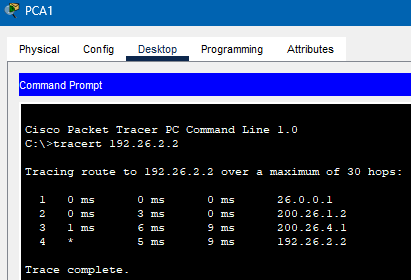 PCA1
Physical Config Desktop Programming Attributes
Command Prompt
Cisco Packet Tracer PC Command Line 1.0
C:\>tracert 192.26.2.2
Tracing route to 192.26.2.2 over a maximum of 30 hops:
1 0 ms 0 ms 0 ms 26.0.0.1
2 0 ms 3 ms 0 ms 200.26.1.2
3 1 ms 6 ms 9 ms 200.26.4.1
4 * 5 ms 9 ms 192.26.2.2
Trace complete.